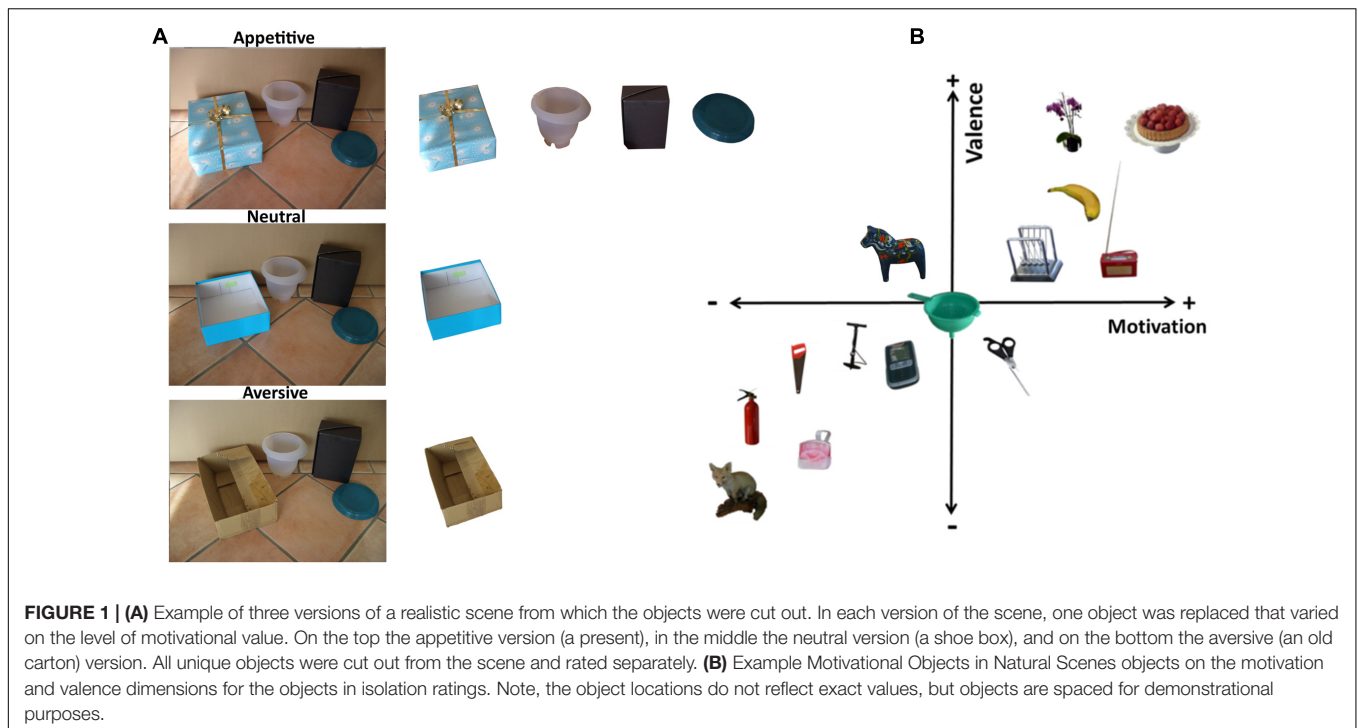 A
Appetitive
Neutral
Aversive
B
+
Valence
-
+
Motivation
-
FIGURE 1 | (A) Example of three versions of a realistic scene from which the objects were cut out. In each version of the scene, one object was replaced that varied
on the level of motivational value. On the top the appetitive version (a present), in the middle the neutral version (a shoe box), and on the bottom the aversive (an old
carton) version. All unique objects were cut out from the scene and rated separately. (B) Example Motivational Objects in Natural Scenes objects on the motivation
and valence dimensions for the objects in isolation ratings. Note, the object locations do not reflect exact values, but objects are spaced for demonstrational
purposes.